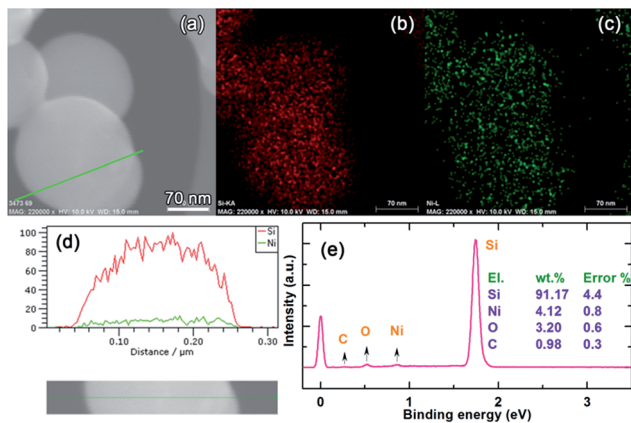 (a)
70 nm
3473 69
MAG: 220000 x HV: 10.0 kV WD: 15.0 mm
(b)
Si-KA
70 nm
MAG: 220000 x HV: 10.0 kV WD: 15.0 mm
(c)
Ni-L
70 nm
MAG: 220000 x HV: 10.0 kV WD: 15.0 mm
(d)
Si
Ni
100
80
60
40
20
0
0.10 0.20 0.30
Distance / µm
(e)
Intensity (a.u.)
C O Ni Si
El. wt.% Error %
Si 91.17 4.4
Ni 4.12 0.8
O 3.20 0.6
C 0.98 0.3
0 1 2 3
Binding energy (eV)